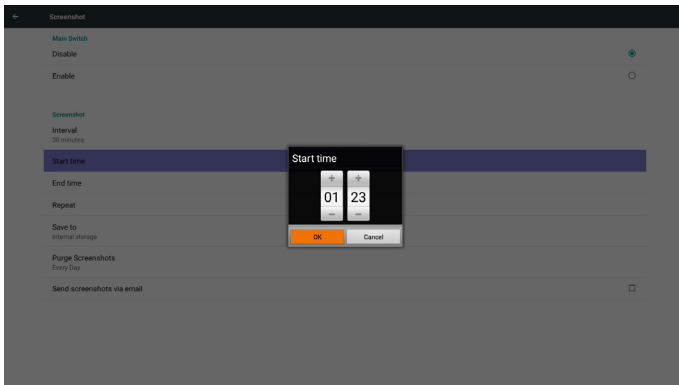 Screenshot
Main Switch
Disable
Enable
Screenshot
Interval
30 minutes
Start time
End time
Repeat
Save to
Internal storage
Purge Screenshots
Every Day
Send screenshots via email
Start time
+ +
01 23
- -
OK Cancel